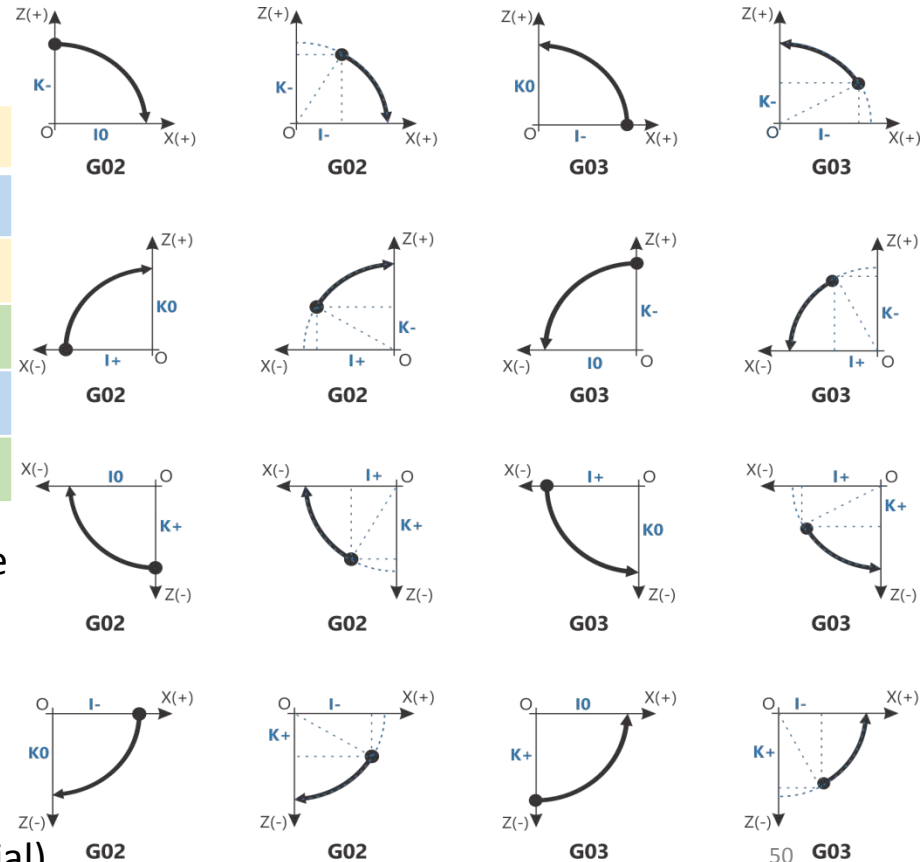 Z(+) Z(+) Z(+) Z(+)
K- K- K0 K-
O I0 X(+) O I- X(+) O I- X(+) O I- X(+)
G02 G02 G03 G03
Z(+) Z(+) Z(+) Z(+)
K0 K- K- K-
X(-) I+ O X(-) I+ O X(-) I0 O X(-) I+ O
G02 G02 G03 G03
X(-) I0 O X(-) I+ O X(-) I+ O X(-) I+ O
K+ K+ K0 K+
e
Z(-) Z(-) Z(-) Z(-)
G02 G02 G03 G03
O I- X(+) O I- X(+) O I0 X(+) O I- X(+)
K0 K+ K+ K+
Z(-) Z(-) Z(-) Z(-)
ial) G02 G02 G03 50 G03